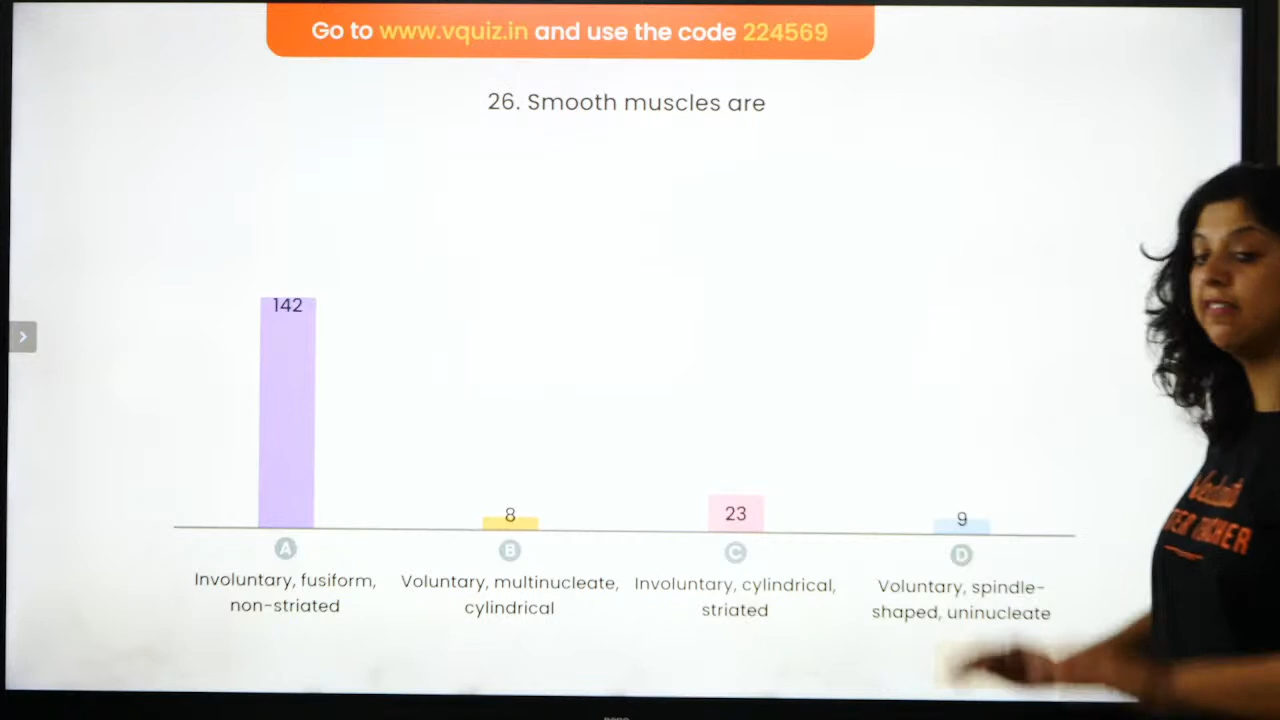 Go to www.vquiz.in and use the code 224569
26. Smooth muscles are
142
8
23
9
A
B
C
D
Involuntary, fusiform,
non-striated
Voluntary, multinucleate,
cylindrical
Involuntary, cylindrical,
striated
Voluntary, spindle-
shaped, uninucleate